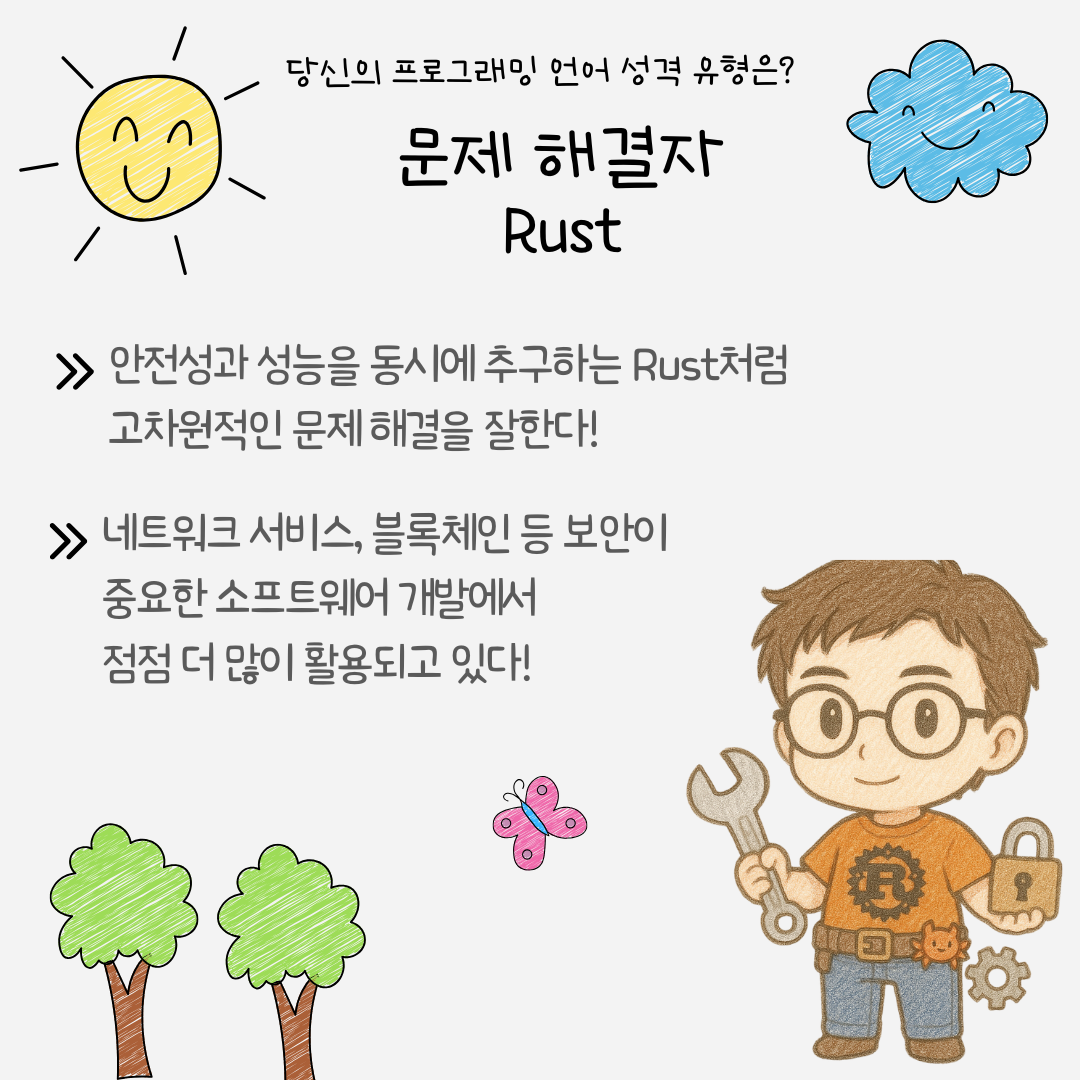 당신의 프로그래밍 언어 성격 유형은?
문제 해결자
Rust
안전성과 성능을 동시에 추구하는 Rust처럼
고차원적인 문제 해결을 잘한다!
네트워크 서비스, 블록체인 등 보안이
중요한 소프트웨어 개발에서
점점 더 많이 활용되고 있다!
R